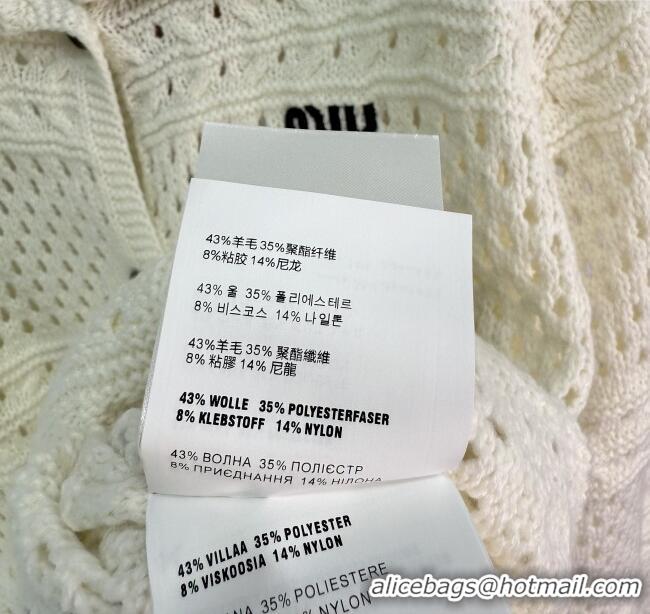 43%羊毛 35%聚酯纤维
8%粘胶 14%尼龙
43% 울 35% 폴리에스테르
8% 비스코스 14% 나일론
43%羊毛 35%聚酯纖維
8%粘膠 14%尼龍
43% WOLLE 35% POLYESTERFASER
8% KLEBSTOFF 14% NYLON
43% ВОЛНА 35% ПОЛІЄСТР
8% ПРИЄДНАННЯ 14% НІЛОНА
43% VILLAA 35% POLYESTER
8% VISKOOSIA 14% NYLON
35% POLIESTERE
14% NYLON
alicebags@hotmail.com